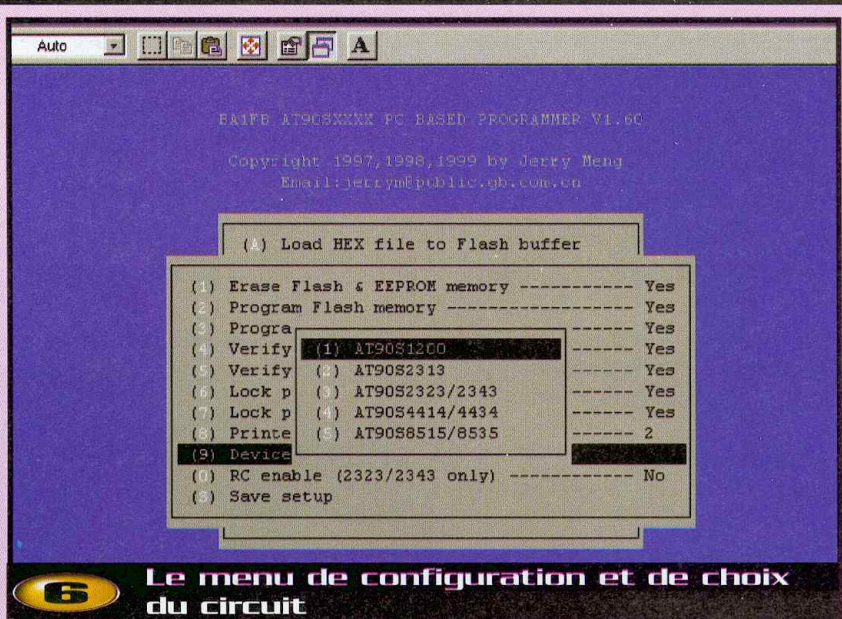 Auto
A
BA1FB AT90SXXXX PC BASED PROGRAMMER V1.60
Copyright 1997,1998,1999 by Jerry Meng
Email:jerrym@public.gb.com.cn
(A) Load HEX file to Flash buffer
(1) Erase Flash & EEPROM memory ----------- Yes
(2) Program Flash memory ------------------ Yes
(3) Progra ------ Yes
(4) Verify ------ Yes
(5) Verify ------ Yes
(6) Lock p ------ Yes
(7) Lock p ------ Yes
(8) Printe ------ 2
(9) Device
(0) RC enable (2323/2343 only) ------------ No
(S) Save setup
(1) AT90S1200
(2) AT90S2313
(3) AT90S2323/2343
(4) AT90S4414/4434
(5) AT90S8515/8535
6
Le menu de configuration et de choix
du circuit